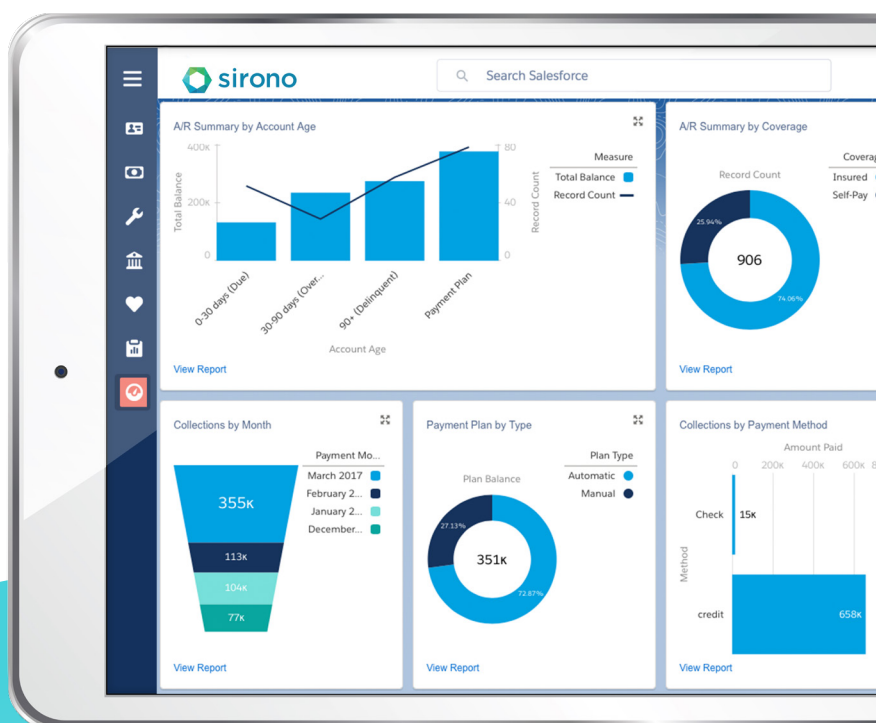 sirono
Search Salesforce
A/R Summary by Account Age
400K
200K
0
Total Balance
80
40
0
Record Count
Measure
Total Balance
Record Count
0-30 days (Due)
30-90 days (Over...
90+ (Delinquent)
Payment Plan
Account Age
View Report
A/R Summary by Coverage
Record Count
Coverag
Insured
Self-Pay
25.94%
906
74.06%
View Report
Collections by Month
Payment Mo...
March 2017
February 2...
January 2...
December...
355K
113K
104K
77K
View Report
Payment Plan by Type
Plan Type
Automatic
Manual
Plan Balance
27.13%
351K
72.87%
View Report
Collections by Payment Method
Amount Paid
0 200K 400K 600K 8
Method
Check
15K
credit
658K
View Report